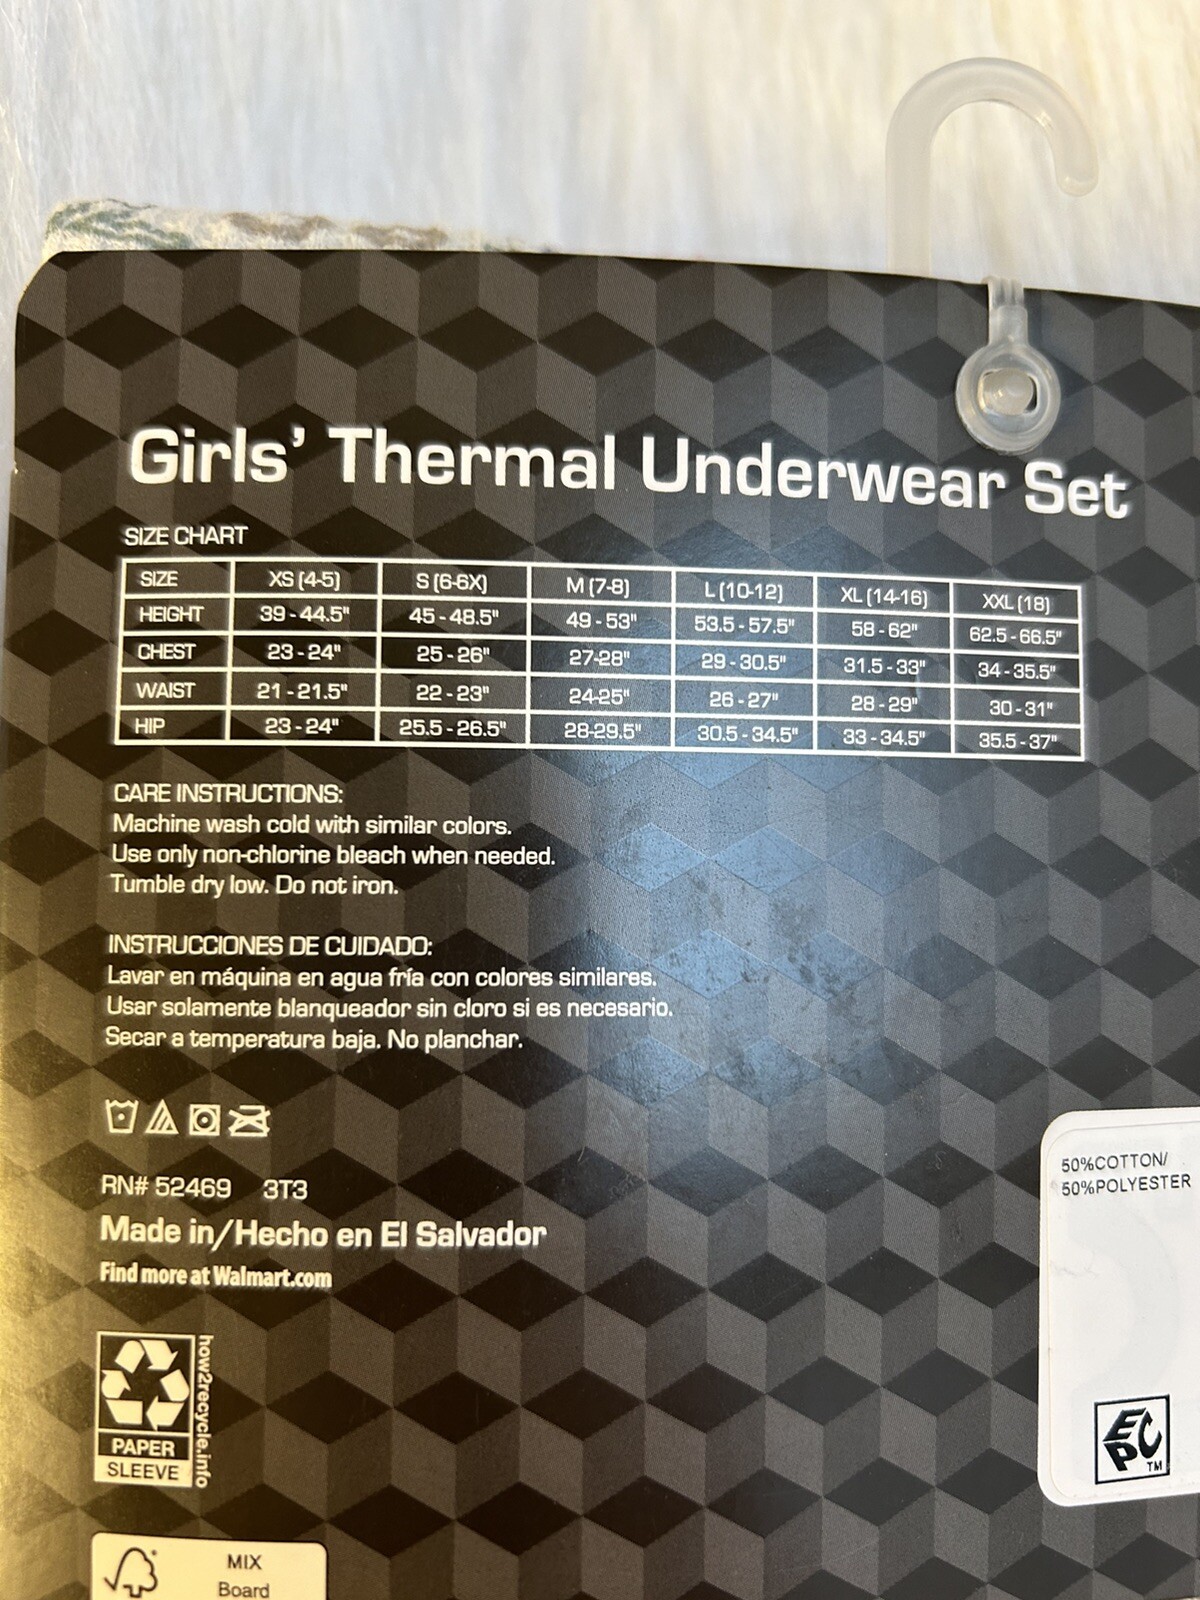 Girls' Thermal Underwear Set
SIZE CHART
SIZE XS (4-5) S (6-6X) M (7-8) L (10-12) XL (14-16) XXL (18)
HEIGHT 39 - 44.5" 45 - 48.5" 49 - 53" 53.5 - 57.5" 58 - 62" 62.5 - 66.5"
CHEST 23 - 24" 25 - 26" 27-28" 29 - 30.5" 31.5 - 33" 34 - 35.5"
WAIST 21 - 21.5" 22 - 23" 24-25" 26 - 27" 28 - 29" 30 - 31"
HIP 23 - 24" 25.5 - 26.5" 28-29.5" 30.5 - 34.5" 33 - 34.5" 35.5 - 37"
CARE INSTRUCTIONS:
Machine wash cold with similar colors.
Use only non-chlorine bleach when needed.
Tumble dry low. Do not iron.
INSTRUCCIONES DE CUIDADO:
Lavar en máquina en agua fría con colores similares.
Usar solamente blanqueador sin cloro si es necesario.
Secar a temperatura baja. No planchar.
RN# 52469 3T3
Made in/Hecho en El Salvador
Find more at Walmart.com
50%COTTON/
50%POLYESTER
EPC
TM
PAPER
SLEEVE
how2recycle.info
MIX
Board